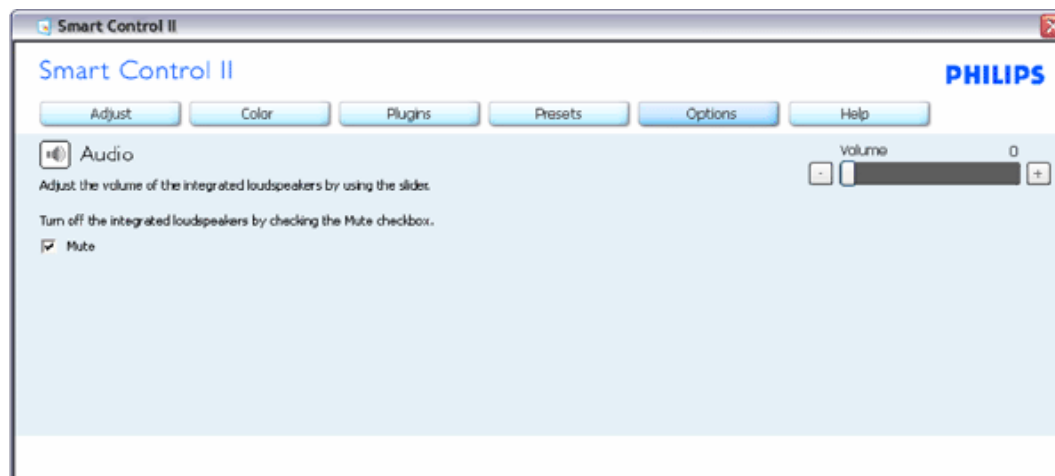 Smart Control II
Smart Control II
PHILIPS
Adjust Color Plugins Presets Options Help
Audio
Volume 0
- +
Adjust the volume of the integrated loudspeakers by using the slider.
Turn off the integrated loudspeakers by checking the Mute checkbox.
Mute